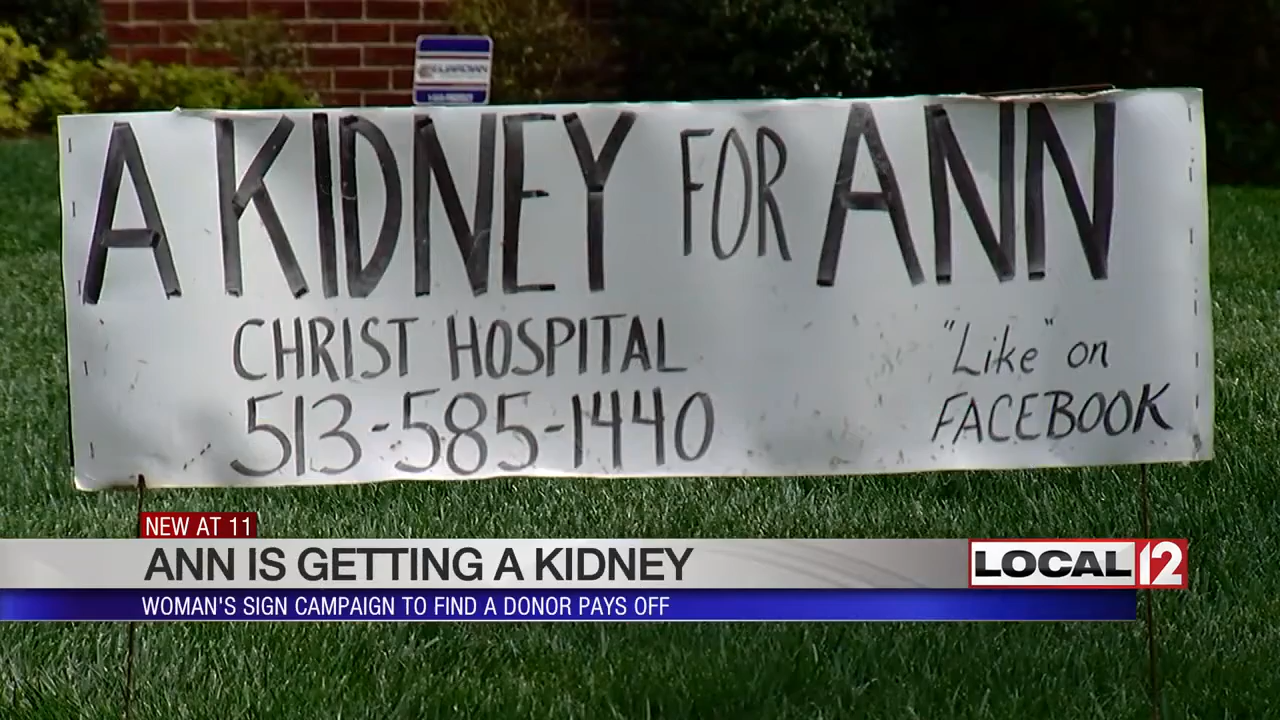 GUARDIAN
A KIDNEY FOR ANN
CHRIST HOSPITAL
513-585-1440
"Like" on
FACEBOOK
NEW AT 11
ANN IS GETTING A KIDNEY
WOMAN'S SIGN CAMPAIGN TO FIND A DONOR PAYS OFF
LOCAL 12